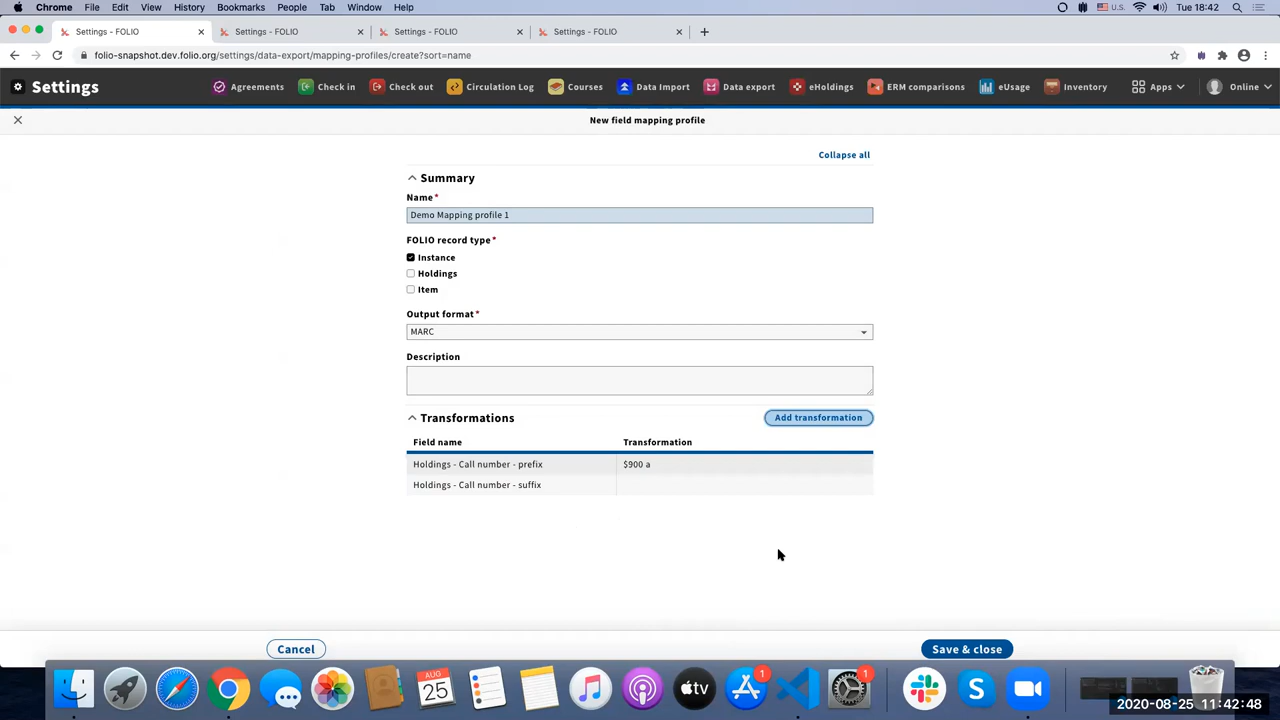 Chrome File Edit View History Bookmarks People Tab Window Help U.S. Tue 18:42
Settings - FOLIO Settings - FOLIO Settings - FOLIO Settings - FOLIO
folio-snapshot.dev.folio.org/settings/data-export/mapping-profiles/create?sort=name
Settings Agreements Check in Check out Circulation Log Courses Data Import Data export eHoldings ERM comparisons eUsage Inventory Apps Online
New field mapping profile
Collapse all
Summary
Name*
Demo Mapping profile 1
FOLIO record type*
Instance
Holdings
Item
Output format*
MARC
Description
Transformations Add transformation
Field name Transformation
Holdings - Call number - prefix $900 a
Holdings - Call number - suffix
Cancel Save & close
AUG
25
tv
1
1
2020-08-25 11:42:48